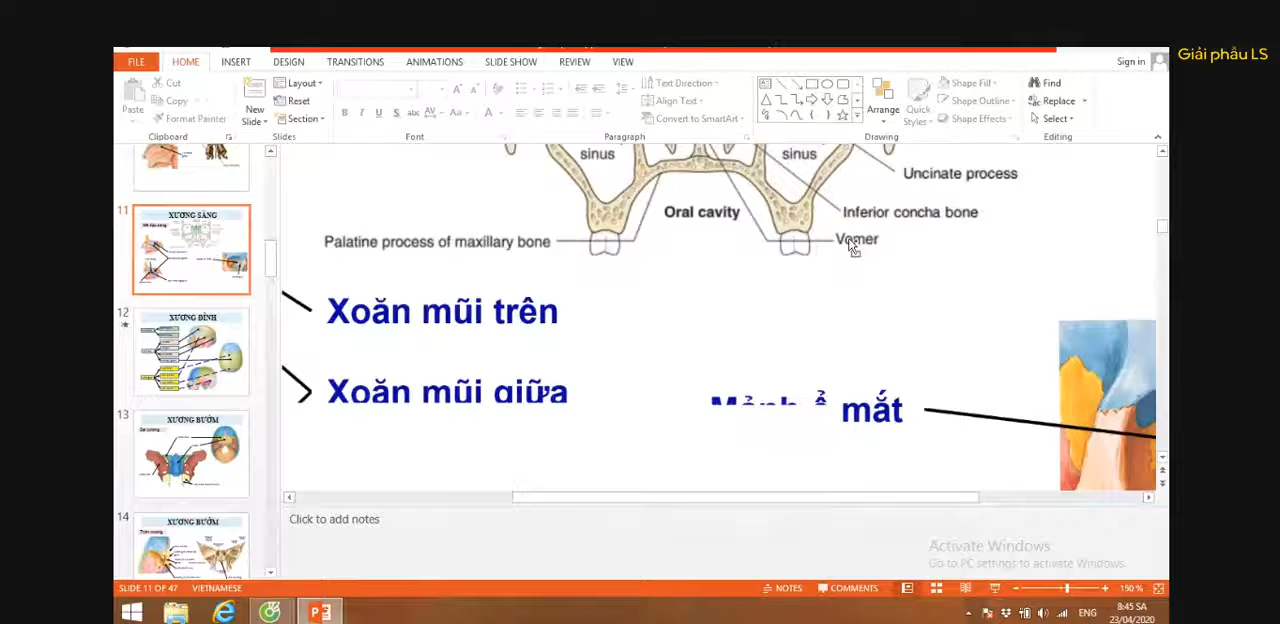 Giải phẫu LS
FILE HOME INSERT DESIGN TRANSITIONS ANIMATIONS SLIDE SHOW REVIEW VIEW Sign in
Paste
Cut
Copy
Format Painter
Clipboard
New Slide
Layout
Reset
Section
Slides
B I U S abc AV Aa A
Font
Text Direction
Align Text
Convert to SmartArt
Paragraph
Arrange
Quick Styles
Shape Fill
Shape Outline
Shape Effects
Drawing
Find
Replace
Select
Editing
11
XƯƠNG SÀNG
12
XƯƠNG ĐỈNH
13
XƯƠNG BƯỚM
14
XƯƠNG BƯỚM
sinus
sinus
Uncinate process
Oral cavity
Inferior concha bone
Palatine process of maxillary bone
Vomer
Xoăn mũi trên
Xoăn mũi giữa
mắt
Click to add notes
Activate Windows
Go to PC settings to activate Windows.
SLIDE 11 OF 47 VIETNAMESE NOTES COMMENTS 150 %
ENG
8:45 SA
23/04/2020